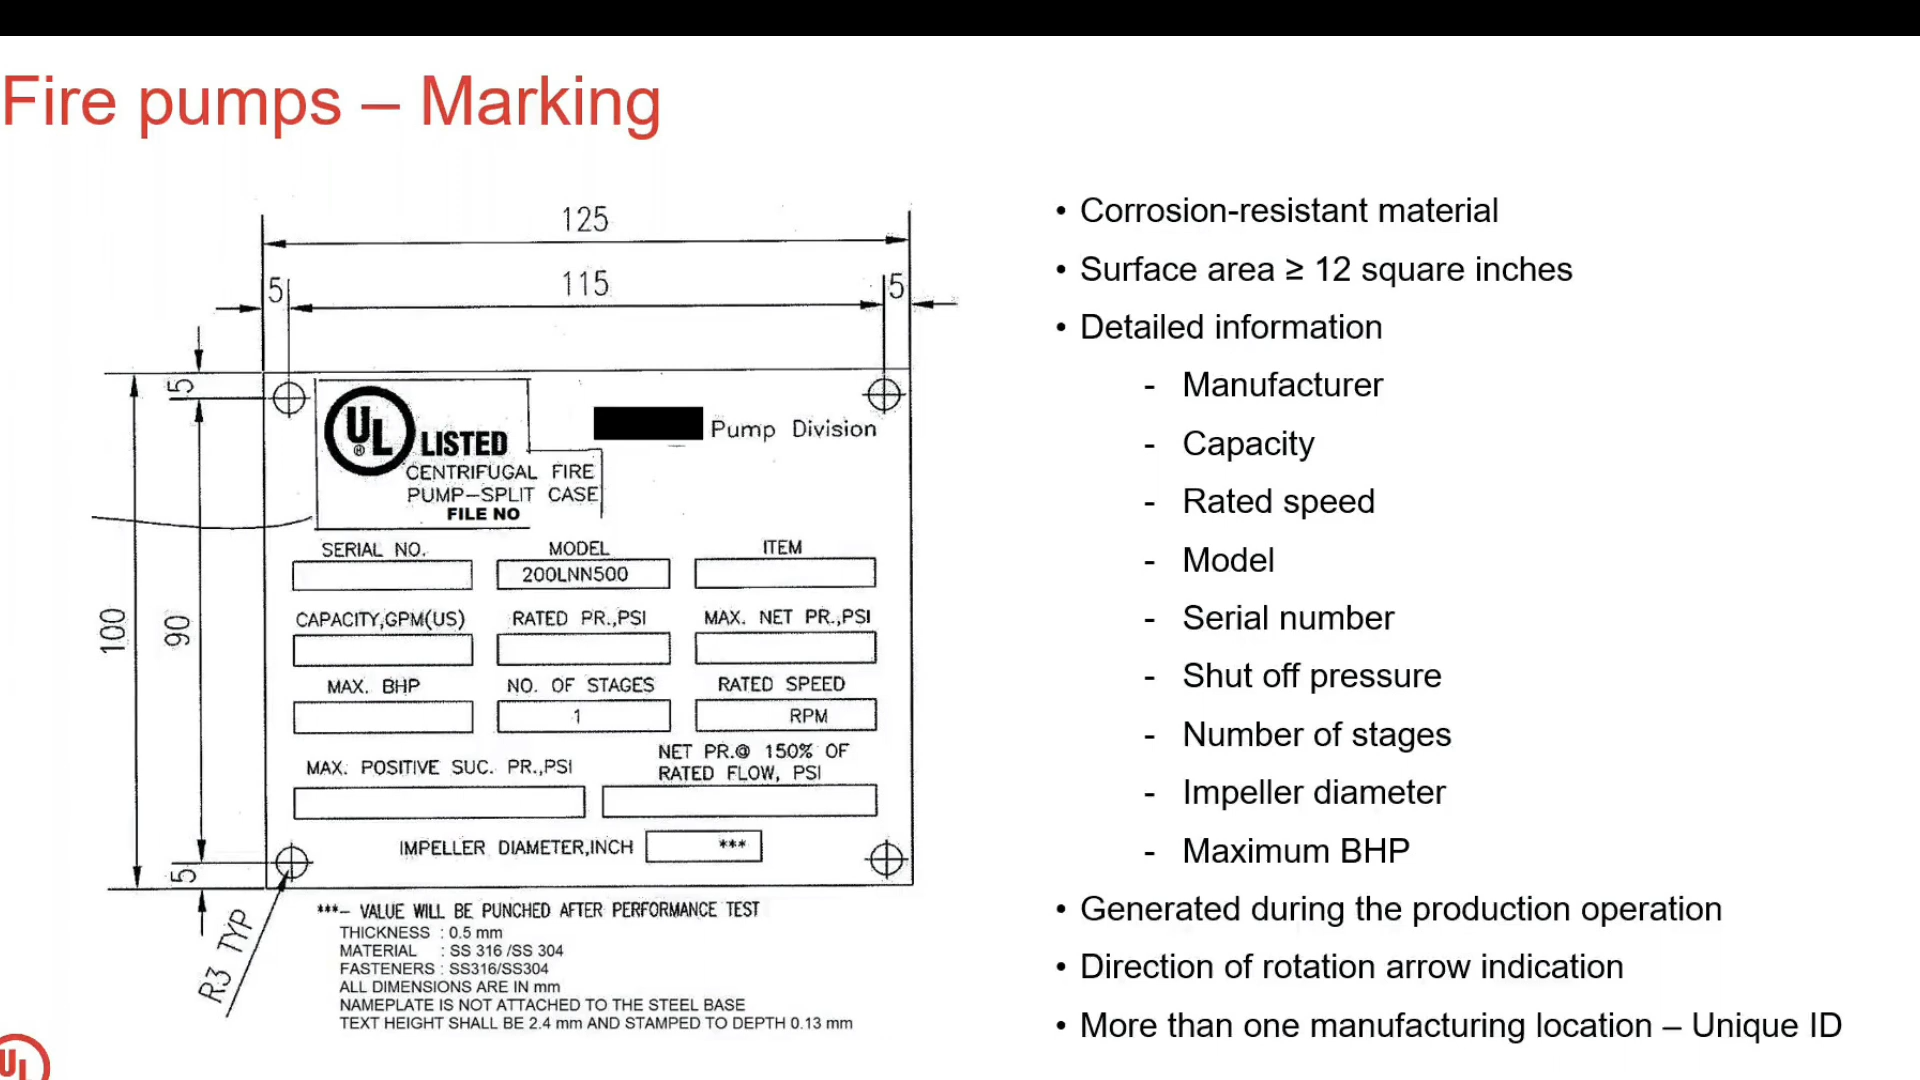 Fire pumps – Marking
125
115
5
5
5
100
90
5
R3 TYP
UL
®
LISTED
CENTRIFUGAL FIRE
PUMP–SPLIT CASE
FILE NO
Pump Division
SERIAL NO.
MODEL
ITEM
200LNN500
CAPACITY,GPM(US)
RATED PR.,PSI
MAX. NET PR.,PSI
MAX. BHP
NO. OF STAGES
RATED SPEED
1
RPM
MAX. POSITIVE SUC. PR.,PSI
NET PR.@ 150% OF
RATED FLOW, PSI
IMPELLER DIAMETER,INCH
***
***– VALUE WILL BE PUNCHED AFTER PERFORMANCE TEST
THICKNESS : 0.5 mm
MATERIAL : SS 316 /SS 304
FASTENERS : SS316/SS304
ALL DIMENSIONS ARE IN mm
NAMEPLATE IS NOT ATTACHED TO THE STEEL BASE
TEXT HEIGHT SHALL BE 2.4 mm AND STAMPED TO DEPTH 0.13 mm
• Corrosion-resistant material
• Surface area ≥ 12 square inches
• Detailed information
- Manufacturer
- Capacity
- Rated speed
- Model
- Serial number
- Shut off pressure
- Number of stages
- Impeller diameter
- Maximum BHP
• Generated during the production operation
• Direction of rotation arrow indication
• More than one manufacturing location – Unique ID
UL